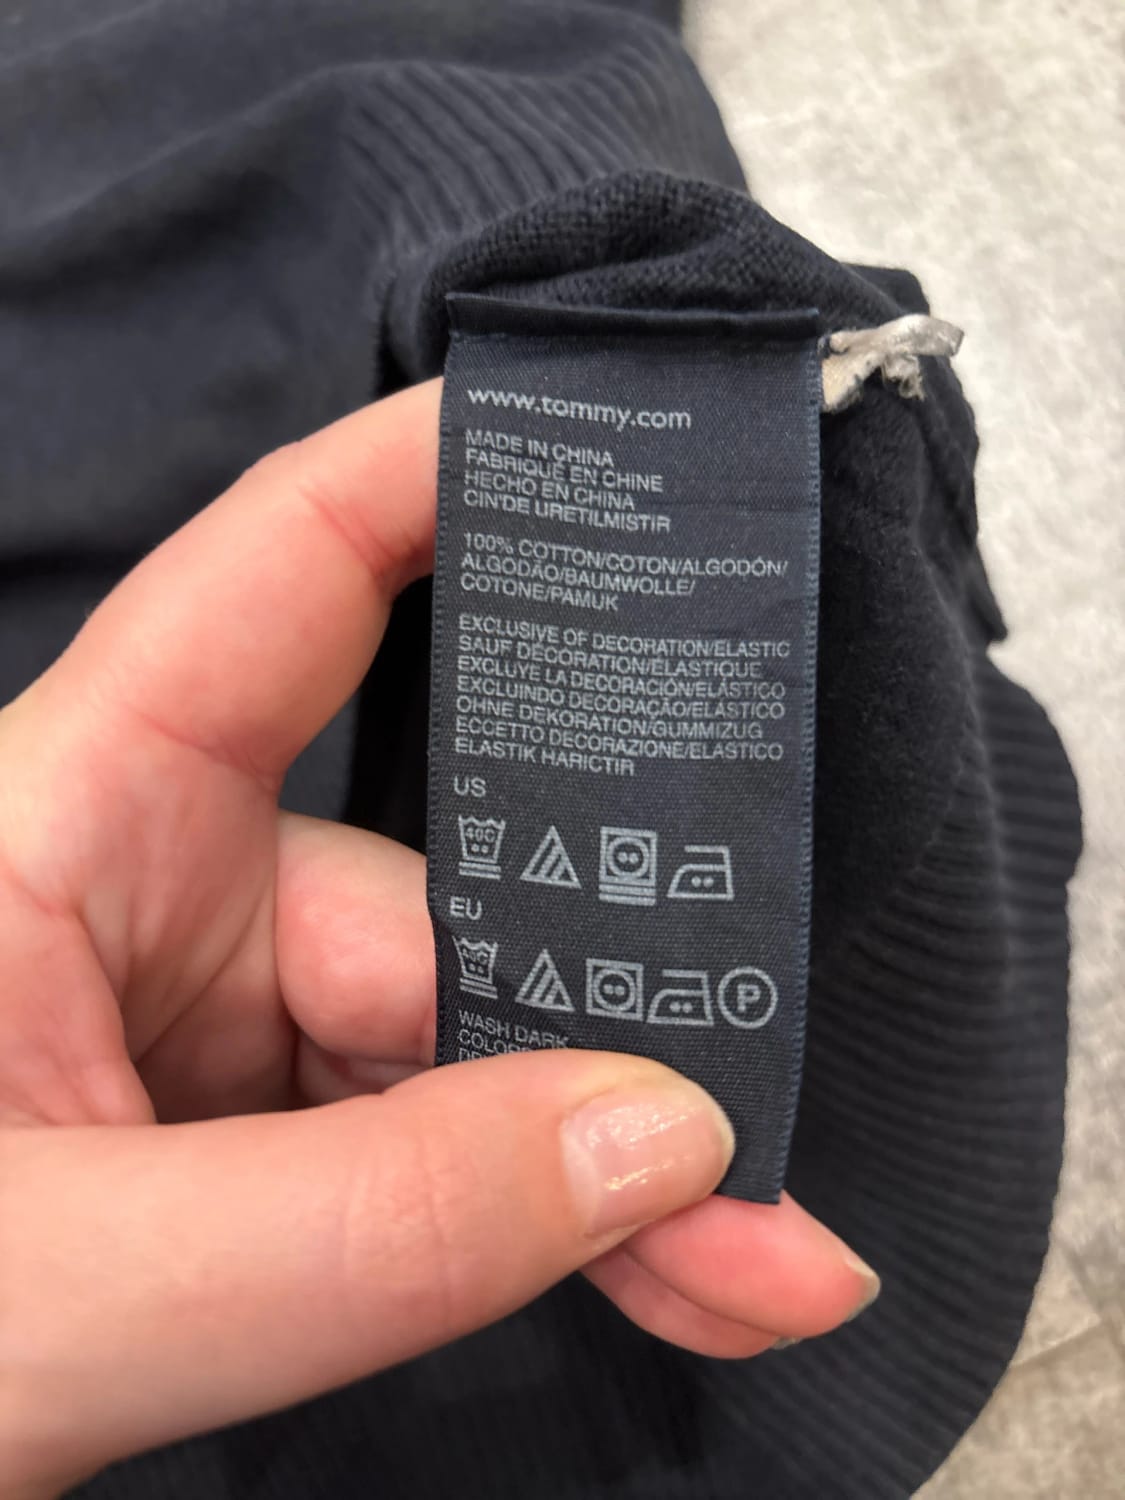 www.tommy.com
MADE IN CHINA
FABRIQUÉ EN CHINE
HECHO EN CHINA
CIN'DE URETILMISTIR
100% COTTON/COTON/ALGODÓN/
ALGODÃO/BAUMWOLLE/
COTONE/PAMUK
EXCLUSIVE OF DECORATION/ELASTIC
SAUF DÉCORATION/ÉLASTIQUE
EXCLUYE LA DECORACIÓN/ELÁSTICO
EXCLUINDO DECORAÇÃO/ELÁSTICO
OHNE DEKORATION/GUMMIZUG
ECCETTO DECORAZIONE/ELASTICO
ELASTIK HARICTIR
US
40C
EU
40C
P
WASH DARK